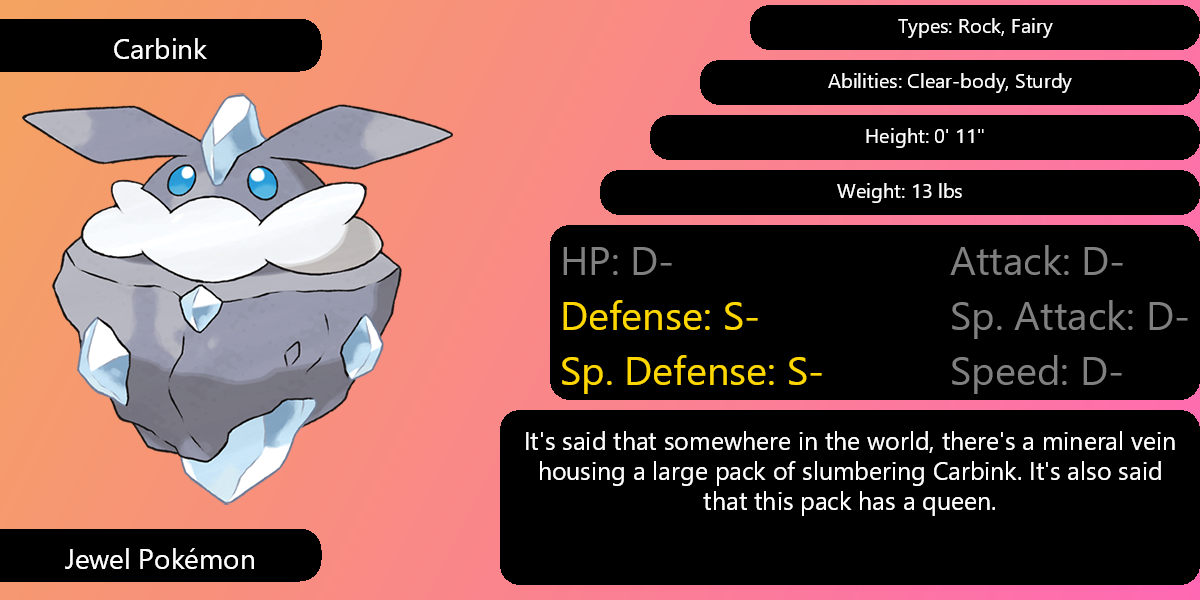 Carbink
Types: Rock, Fairy
Abilities: Clear-body, Sturdy
Height: 0' 11"
Weight: 13 lbs
HP: D-
Attack: D-
Defense: S-
Sp. Attack: D-
Sp. Defense: S-
Speed: D-
It's said that somewhere in the world, there's a mineral vein
housing a large pack of slumbering Carbink. It's also said
that this pack has a queen.
Jewel Pokémon